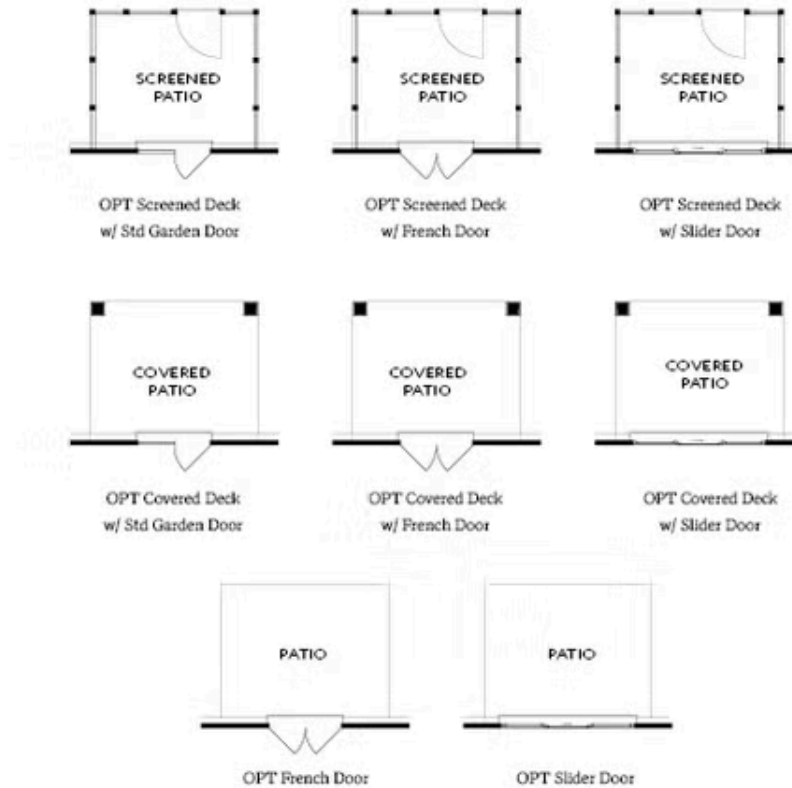 SCREENED
PATIO
SCREENED
PATIO
SCREENED
PATIO
OPT Screened Deck
w/ Std Garden Door
OPT Screened Deck
w/ French Door
OPT Screened Deck
w/ Slider Door
COVERED
PATIO
COVERED
PATIO
COVERED
PATIO
OPT Covered Deck
w/ Std Garden Door
OPT Covered Deck
w/ French Door
OPT Covered Deck
w/ Slider Door
PATIO
PATIO
OPT French Door
OPT Slider Door